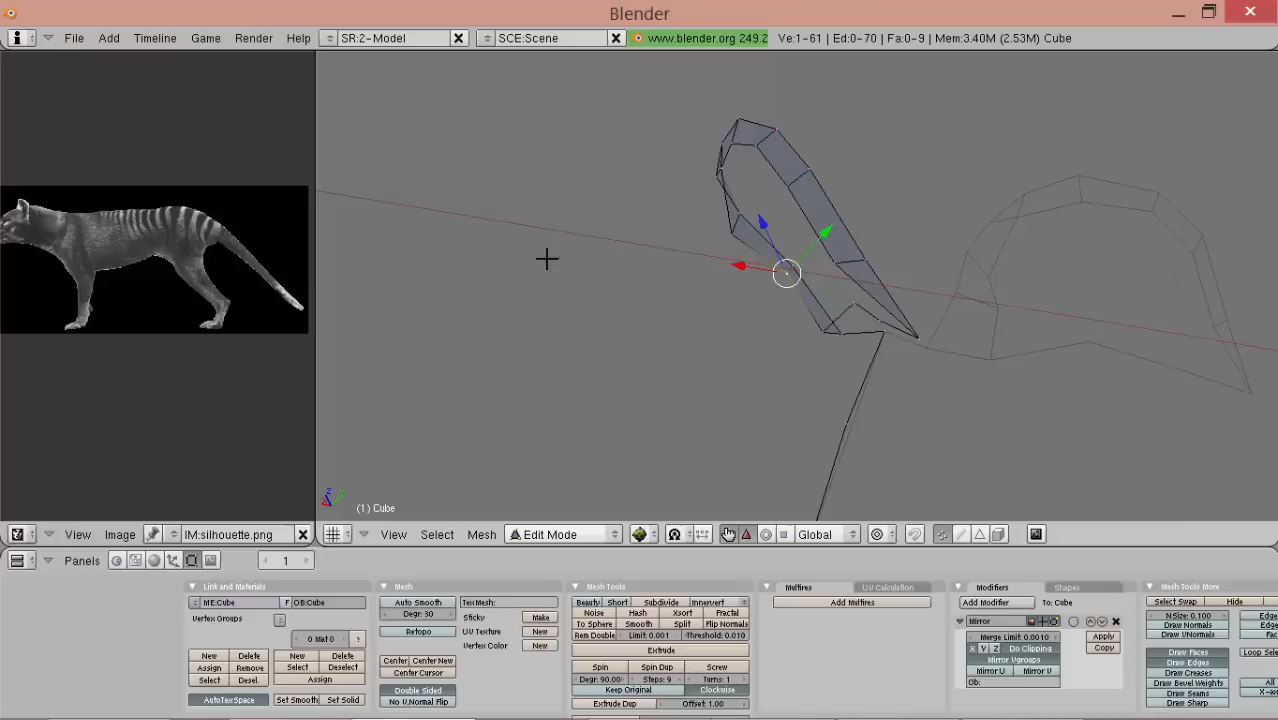 Blender
File Add Timeline Game Render Help SR:2-Model SCE:Scene www.blender.org 249.2 Ve:1-61 | Ed:0-70 | Fa:0-9 | Mem:3.40M (2.53M) Cube
z y
(1) Cube
View Image IM:silhouette.png View Select Mesh Edit Mode Global
Panels 1
Link and Materials
ME:Cube F OB:Cube
Vertex Groups
0 Mat 0 ?
New Delete New Delete
Assign Remove Select Deselect
Select Desel. Assign
AutoTexSpace Set Smooth Set Solid
Mesh
Auto Smooth TexMesh:
Degr: 30 Sticky Make
Retopo UV Texture New
Vertex Color New
Center Center New
Center Cursor
Double Sided
No V.Normal Flip
Mesh Tools
Beauty Short Subdivide Innervert
Noise Hash Xsort Fractal
To Sphere Smooth Split Flip Normals
Rem Double Limit: 0.001 Threshold: 0.010
Extrude
Spin Spin Dup Screw
Degr: 90.00 Steps: 9 Turns: 1
Keep Original Clockwise
Extrude Dup Offset: 1.00
Multires UV Calculation
Add Multires
Modifiers Shapes
Add Modifier To: Cube
Mirror Apply
Merge Limit: 0.0010 Copy
X Y Z Do Clipping
Mirror Vgroups
Mirror U Mirror V
Ob:
Mesh Tools More
Select Swap Hide
NSize: 0.100
Draw Normals
Draw VNormals
Draw Faces
Draw Edges
Draw Creases
Draw Bevel Weights
Draw Seams
Draw Sharp
Edge
Loop Sele
All
X-axi